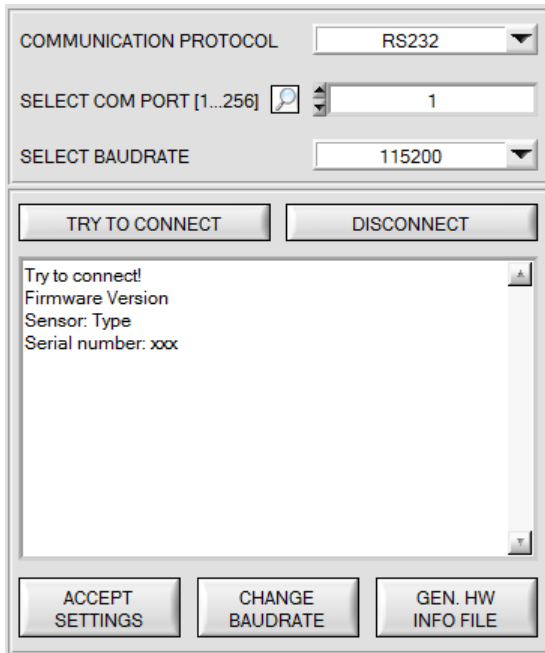 COMMUNICATION PROTOCOL RS232
SELECT COM PORT [1...256] 1
SELECT BAUDRATE 115200
TRY TO CONNECT DISCONNECT
Try to connect!
Firmware Version
Sensor: Type
Serial number: xxx
ACCEPT CHANGE GEN. HW
SETTINGS BAUDRATE INFO FILE